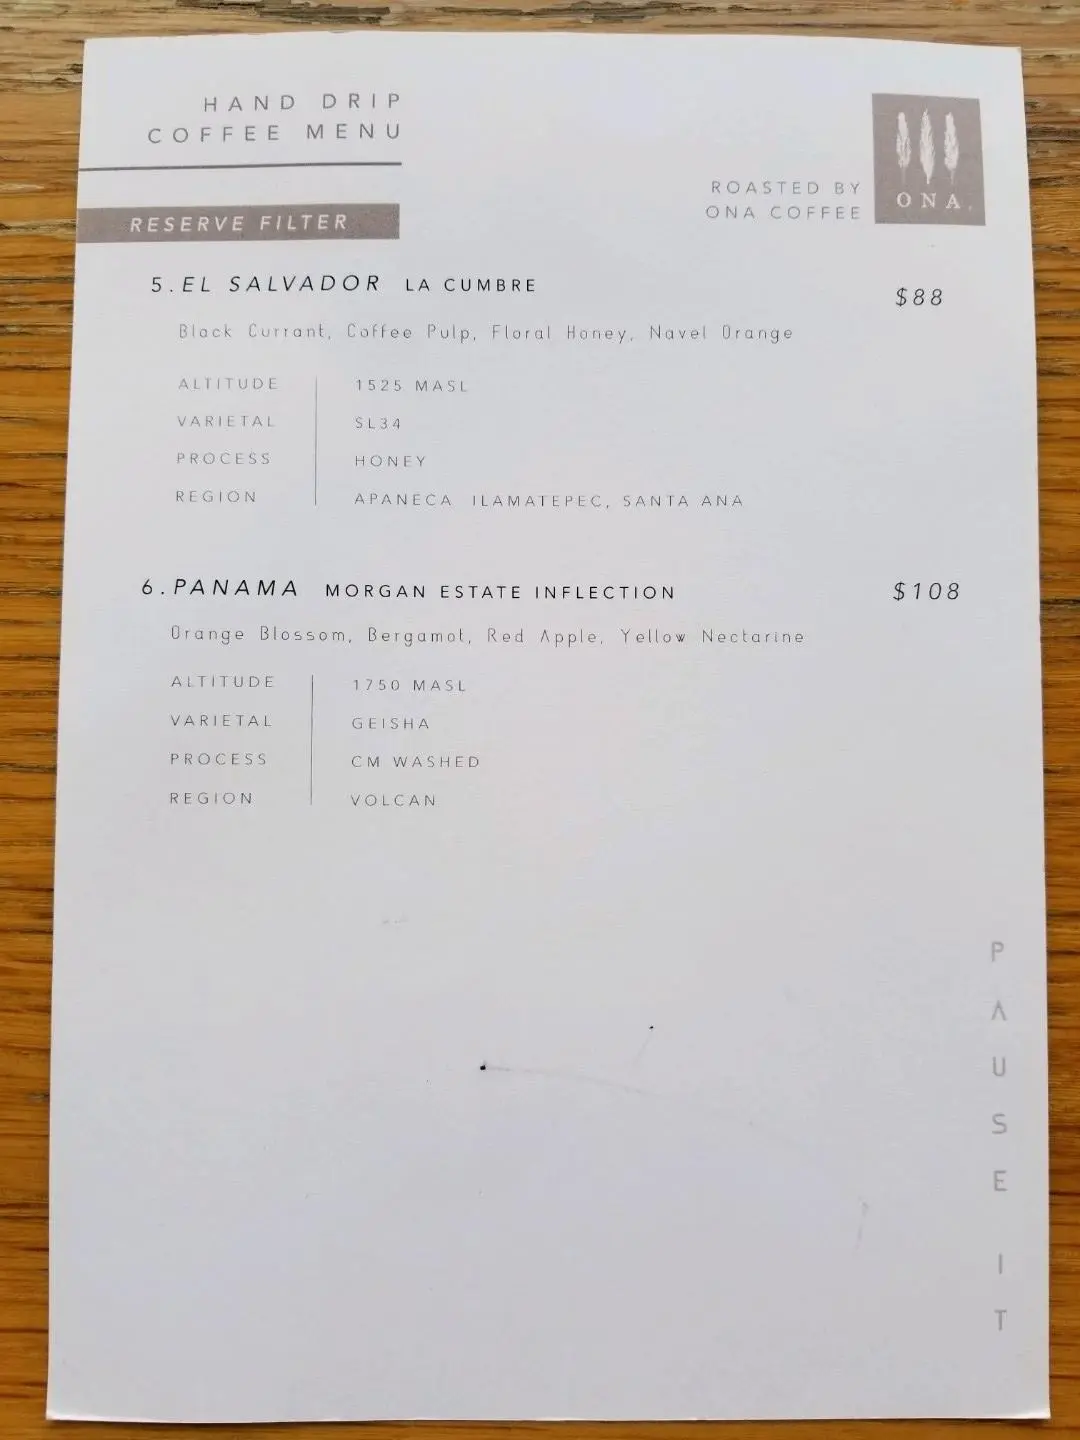 HAND DRIP
COFFEE MENU
ROASTED BY
ONA COFFEE
ONA.
RESERVE FILTER
5. EL SALVADOR LA CUMBRE $88
Black Currant, Coffee Pulp, Floral Honey, Navel Orange
ALTITUDE 1525 MASL
VARIETAL SL34
PROCESS HONEY
REGION APANECA ILAMATEPEC, SANTA ANA
6. PANAMA MORGAN ESTATE INFLECTION $108
Orange Blossom, Bergamot, Red Apple, Yellow Nectarine
ALTITUDE 1750 MASL
VARIETAL GEISHA
PROCESS CM WASHED
REGION VOLCAN
PAUSE IT